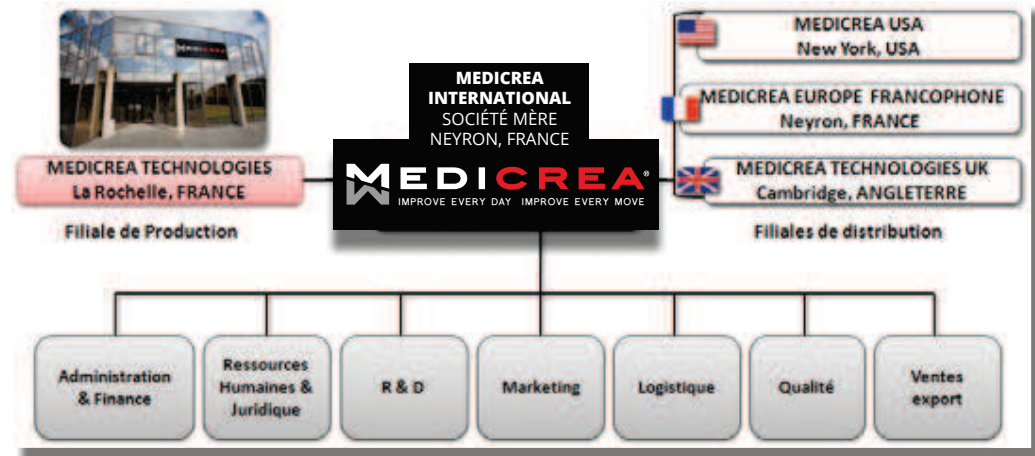 MEDICREA
MEDICREA
INTERNATIONAL
SOCIÉTÉ MÈRE
NEYRON, FRANCE
MEDICREA®
IMPROVE EVERY DAY IMPROVE EVERY MOVE
MEDICREA TECHNOLOGIES
La Rochelle, FRANCE
Filiale de Production
MEDICREA USA
New York, USA
MEDICREA EUROPE FRANCOPHONE
Neyron, FRANCE
MEDICREA TECHNOLOGIES UK
Cambridge, ANGLETERRE
Filiales de distribution
Administration
& Finance
Ressources
Humaines &
Juridique
R & D
Marketing
Logistique
Qualité
Ventes
export